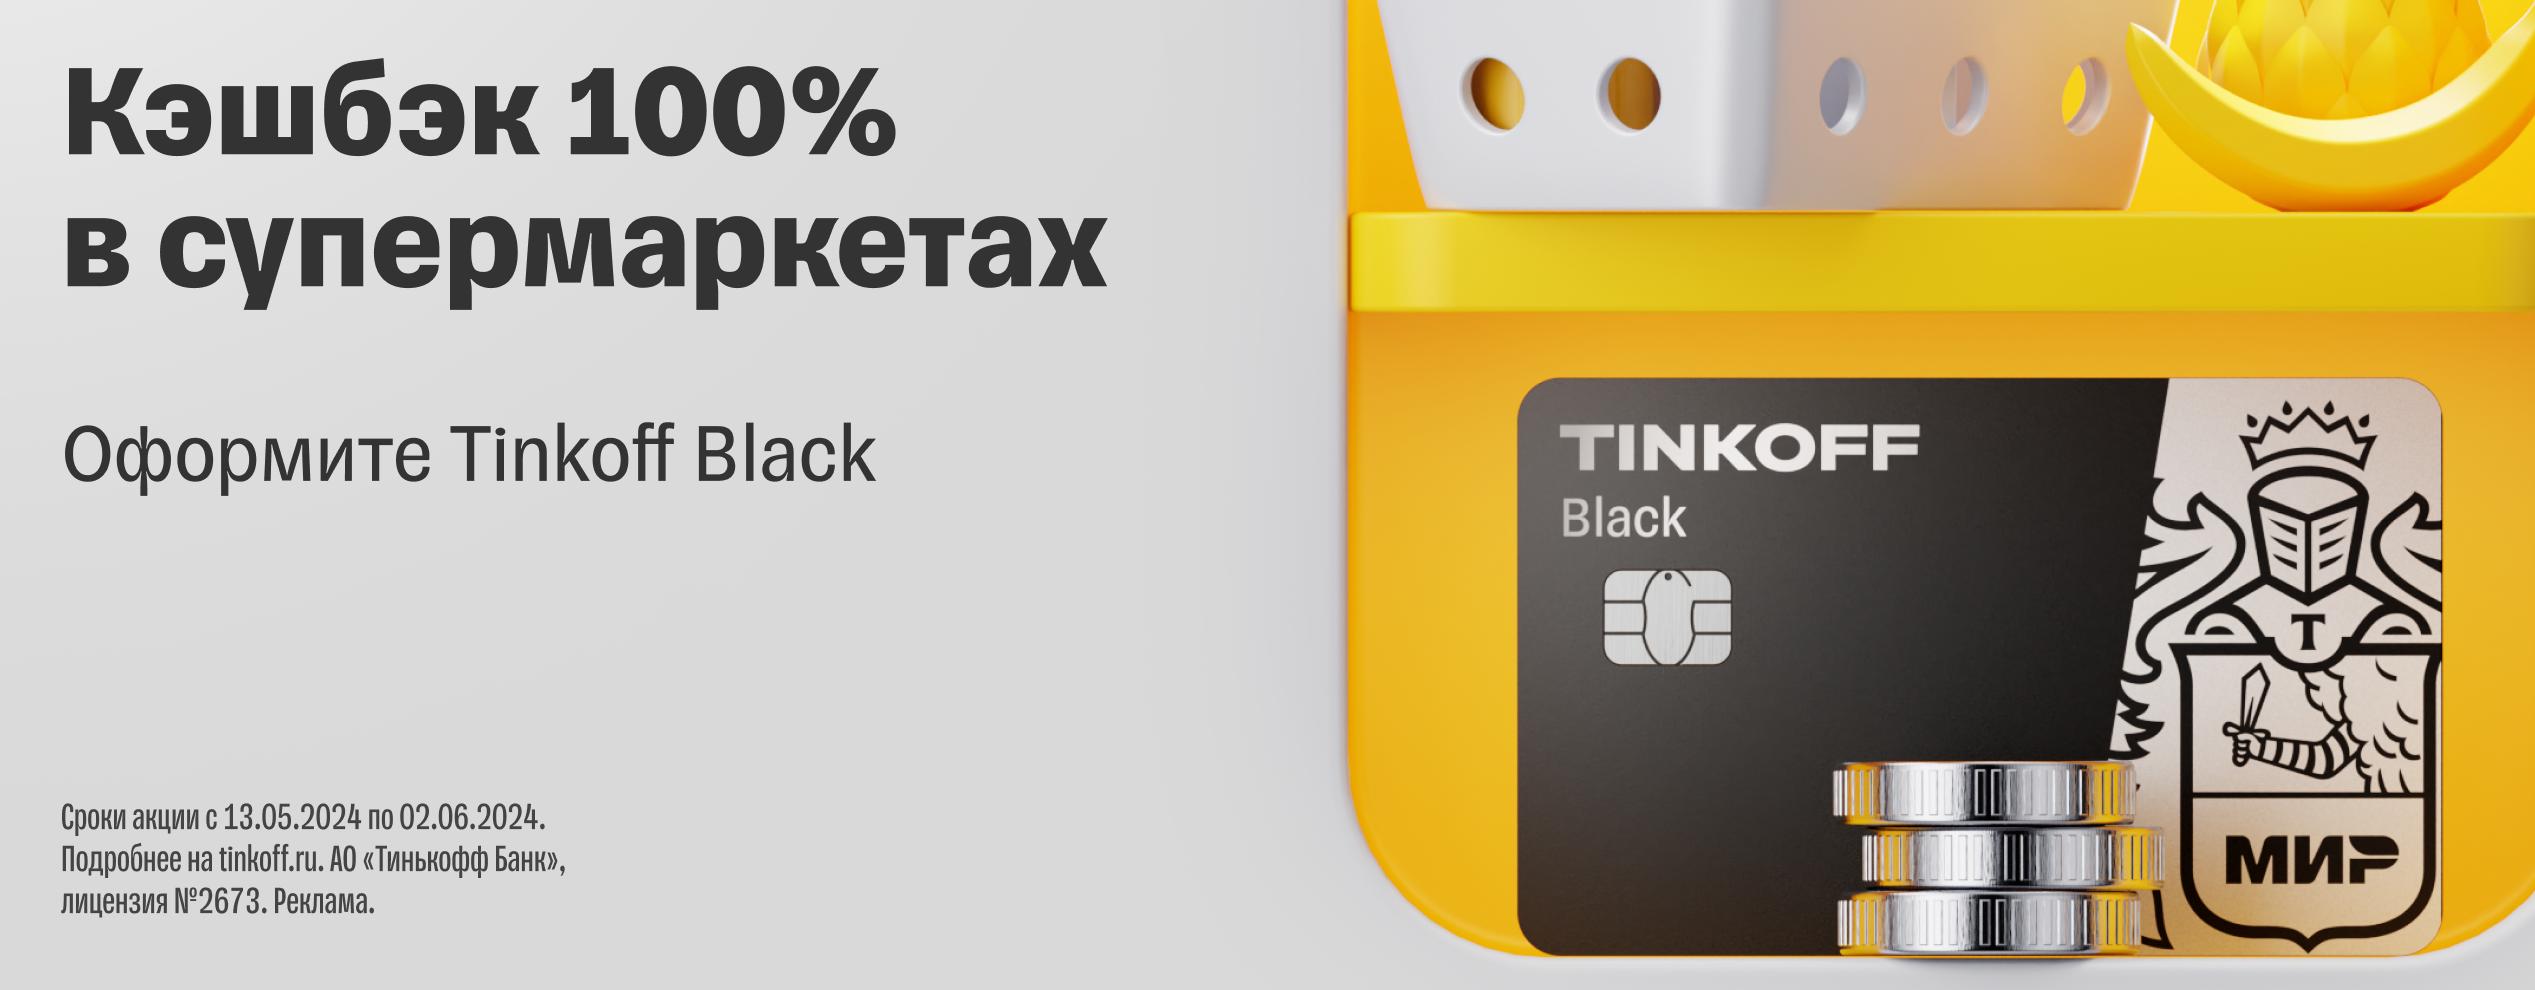 Кэшбэк 100%
в супермаркетах
Оформите Tinkoff Black
Сроки акции с 13.05.2024 по 02.06.2024.
Подробнее на tinkoff.ru. АО «Тинькофф Банк»,
лицензия №2673. Реклама.
TINKOFF
Black
Т
МИР